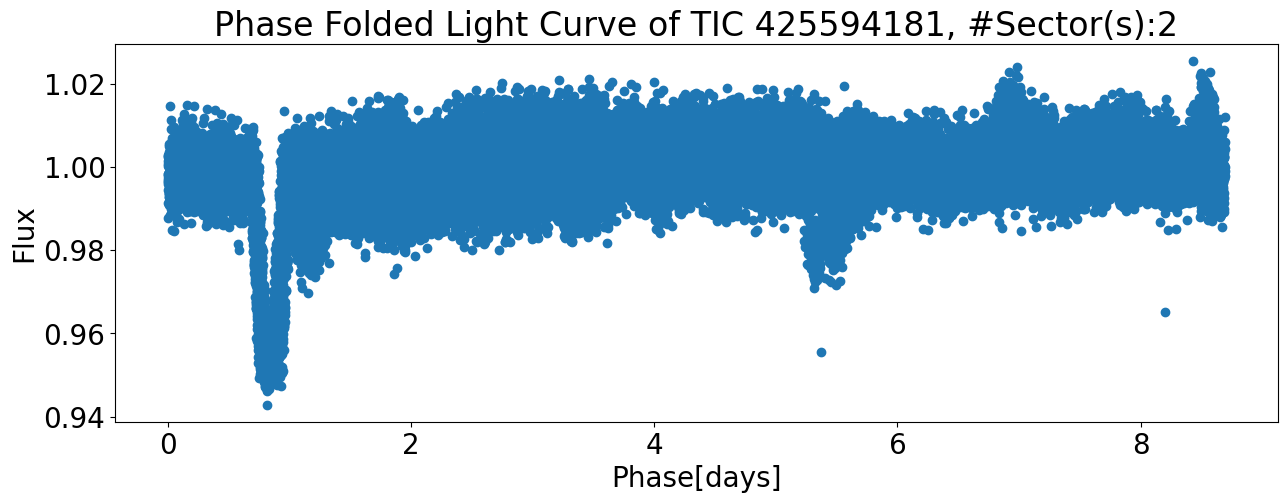 Phase Folded Light Curve of TIC 425594181, #Sector(s):2
1.02
1.00
0.98
0.96
0.94
Flux
0 2 4 6 8
Phase[days]